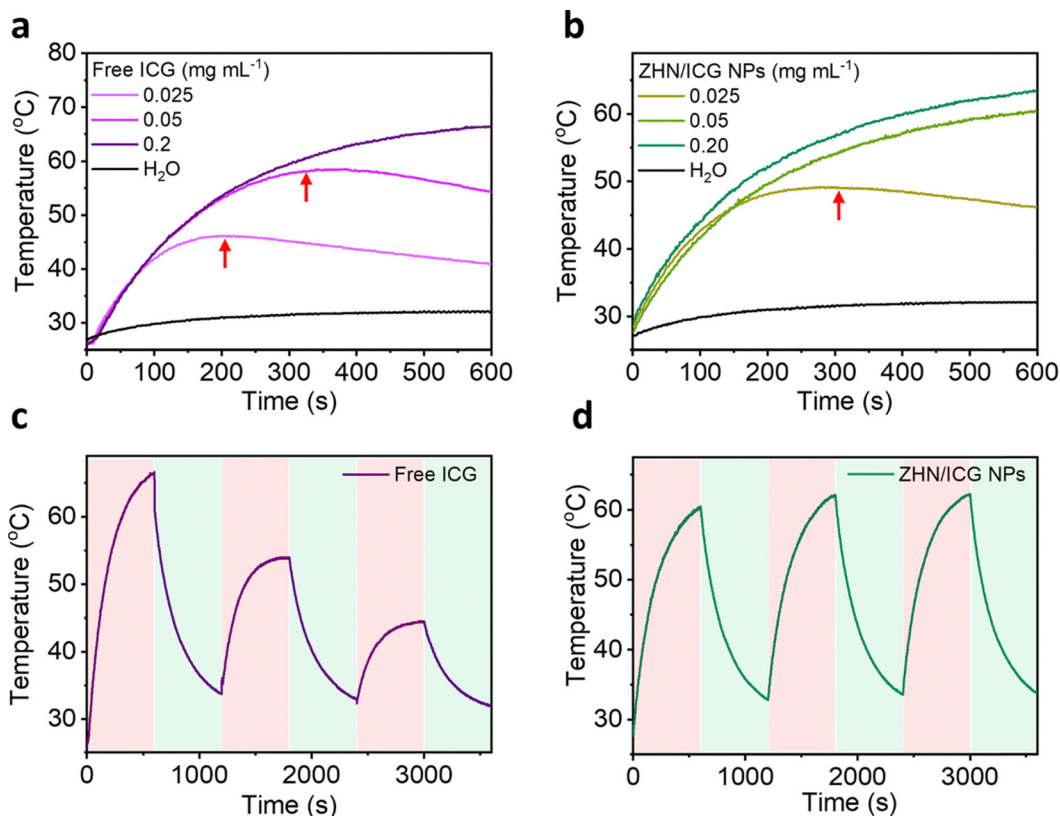 a
Free ICG (mg mL⁻¹)
0.025
0.05
0.2
H₂O
80
70
60
50
40
30
Temperature (°C)
0 100 200 300 400 500 600
Time (s)
b
ZHN/ICG NPs (mg mL⁻¹)
0.025
0.05
0.20
H₂O
60
50
40
30
Temperature (°C)
0 100 200 300 400 500 600
Time (s)
c
Free ICG
60
50
40
30
Temperature (°C)
0 1000 2000 3000
Time (s)
d
ZHN/ICG NPs
60
50
40
30
Temperature (°C)
0 1000 2000 3000
Time (s)